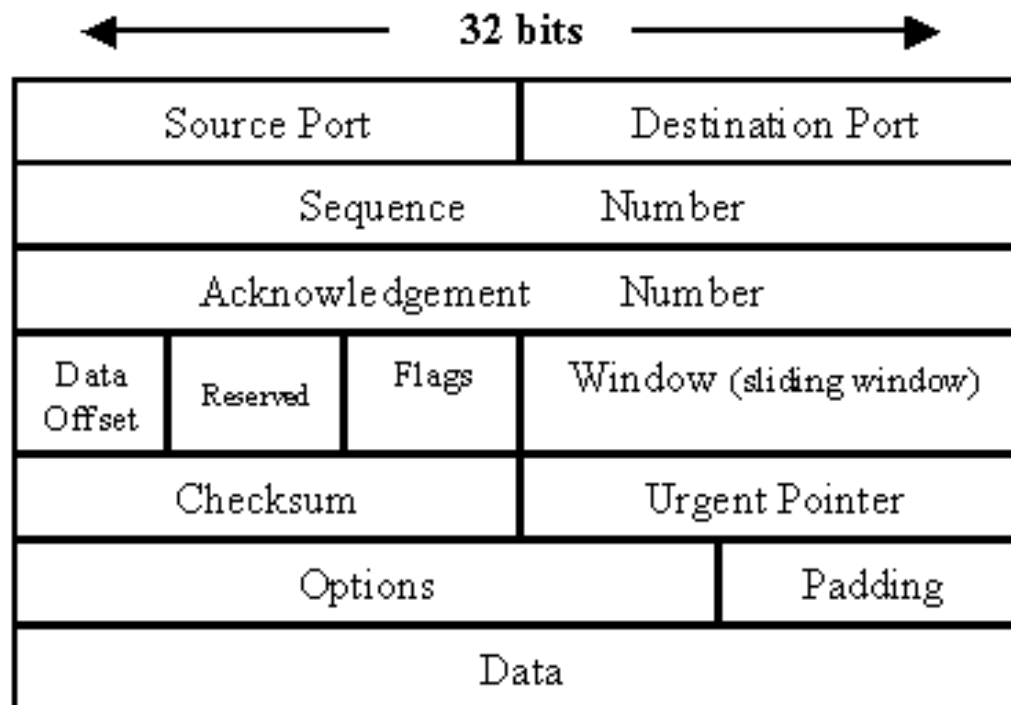 32 bits
Source Port
Destination Port
Sequence Number
Acknowledgement Number
Data
Offset
Reserved
Flags
Window (sliding window)
Checksum
Urgent Pointer
Options
Padding
Data